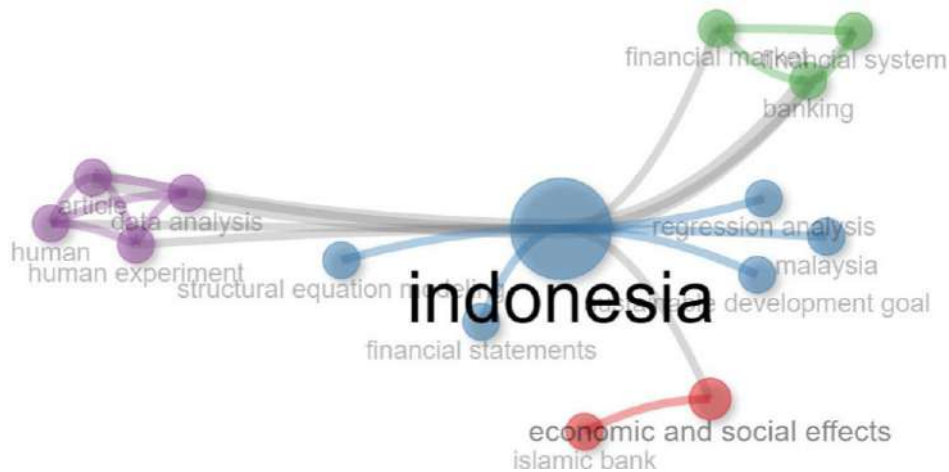 financial market
financial system
banking
article
data analysis
human
human experiment
regression analysis
malaysia
structural equation modeling
indonesia
sustainable development goal
financial statements
economic and social effects
islamic bank